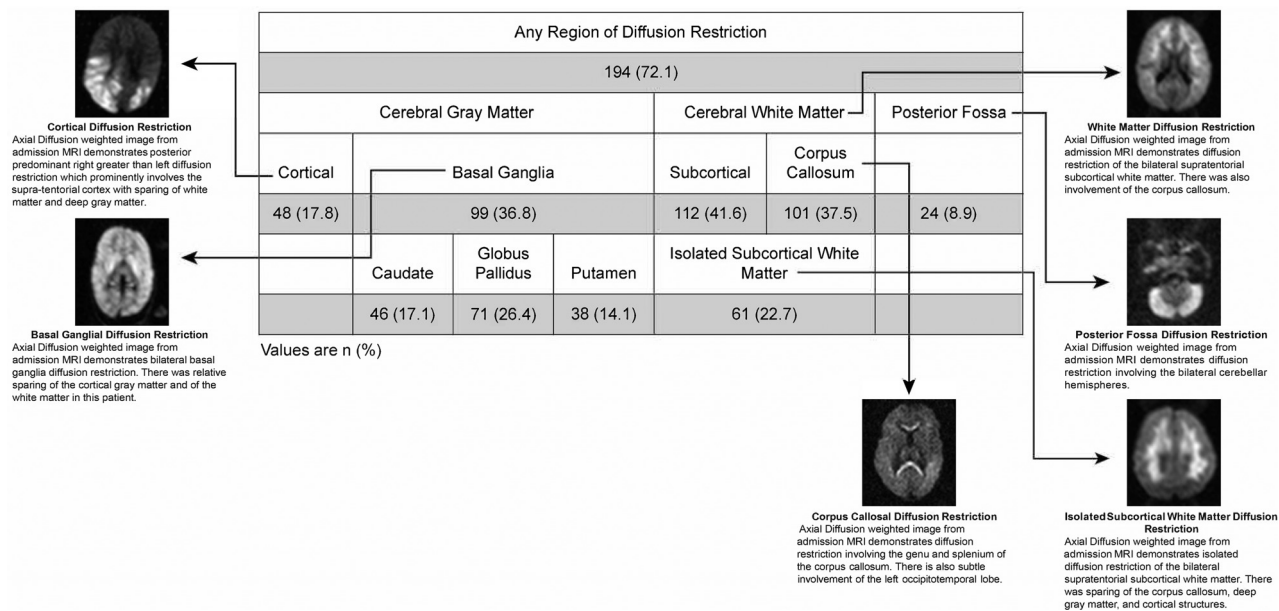 Any Region of Diffusion Restriction
194 (72.1)
Cerebral Gray Matter
Cerebral White Matter
Posterior Fossa
Cortical
Basal Ganglia
Subcortical
Corpus
Callosum
48 (17.8)
99 (36.8)
112 (41.6)
101 (37.5)
24 (8.9)
Caudate
Globus
Pallidus
Putamen
Isolated Subcortical White
Matter
46 (17.1)
71 (26.4)
38 (14.1)
61 (22.7)
Values are n (%)
Cortical Diffusion Restriction
Axial Diffusion weighted image from
admission MRI demonstrates posterior
predominant right greater than left diffusion
restriction which prominently involves the
supra-tentorial cortex with sparing of white
matter and deep gray matter.
Basal Ganglial Diffusion Restriction
Axial Diffusion weighted image from
admission MRI demonstrates bilateral basal
ganglia diffusion restriction. There was relative
sparing of the cortical gray matter and of the
white matter in this patient.
White Matter Diffusion Restriction
Axial Diffusion weighted image from
admission MRI demonstrates diffusion
restriction of the bilateral supratentorial
subcortical white matter. There was also
involvement of the corpus callosum.
Posterior Fossa Diffusion Restriction
Axial Diffusion weighted image from
admission MRI demonstrates diffusion
restriction involving the bilateral cerebellar
hemispheres.
Corpus Callosal Diffusion Restriction
Axial Diffusion weighted image from
admission MRI demonstrates diffusion
restriction involving the genu and splenium of
the corpus callosum. There is also subtle
involvement of the left occipitotemporal lobe.
Isolated Subcortical White Matter Diffusion
Restriction
Axial Diffusion weighted image from
admission MRI demonstrates isolated
diffusion restriction of the bilateral
supratentorial subcortical white matter. There
was sparing of the corpus callosum, deep
gray matter, and cortical structures.